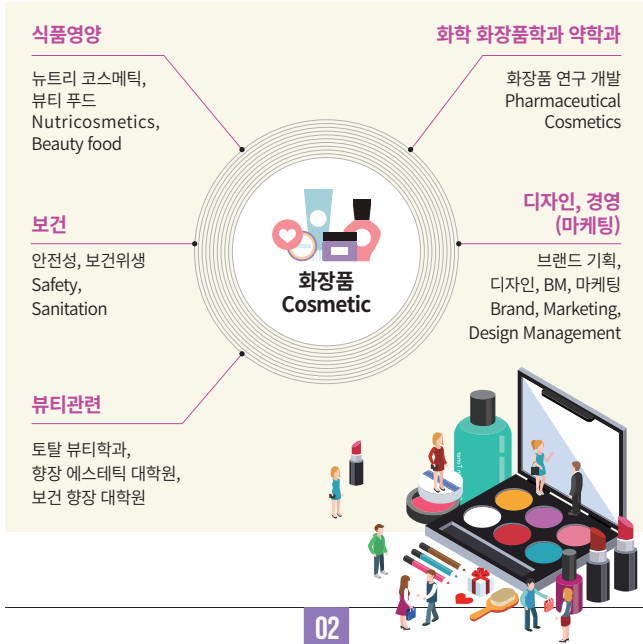 식품영양
뉴트리 코스메틱,
뷰티 푸드
Nutricosmetics,
Beauty food
화학 화장품학과 약학과
화장품 연구 개발
Pharmaceutical
Cosmetics
보건
안전성, 보건위생
Safety,
Sanitation
화장품
Cosmetic
디자인, 경영
(마케팅)
브랜드 기획,
디자인, BM, 마케팅
Brand, Marketing,
Design Management
뷰티관련
토탈 뷰티학과,
향장 에스테틱 대학원,
보건 향장 대학원
02